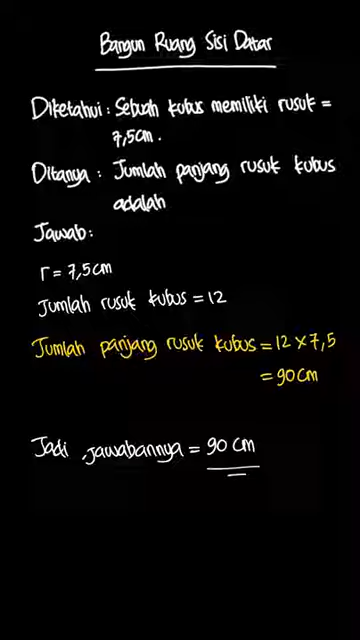 Bangun Ruang Sisi Datar
Diketahui : Sebuah kubus memiliki rusuk =
7,5cm.
Ditanya : Jumlah panjang rusuk kubus
adalah
Jawab :
r = 7,5cm
Jumlah rusuk kubus = 12
Jumlah panjang rusuk kubus = 12 × 7,5
= 90cm
Jadi , jawabannya = 90 cm